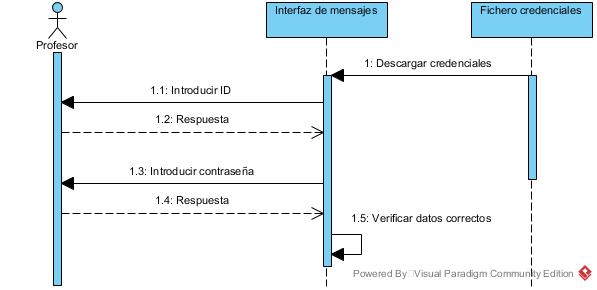 Interfaz de mensajes
Fichero credenciales
Profesor
1: Descargar credenciales
1.1: Introducir ID
1.2: Respuesta
1.3: Introducir contraseña
1.4: Respuesta
1.5: Verificar datos correctos
Powered By Visual Paradigm Community Edition